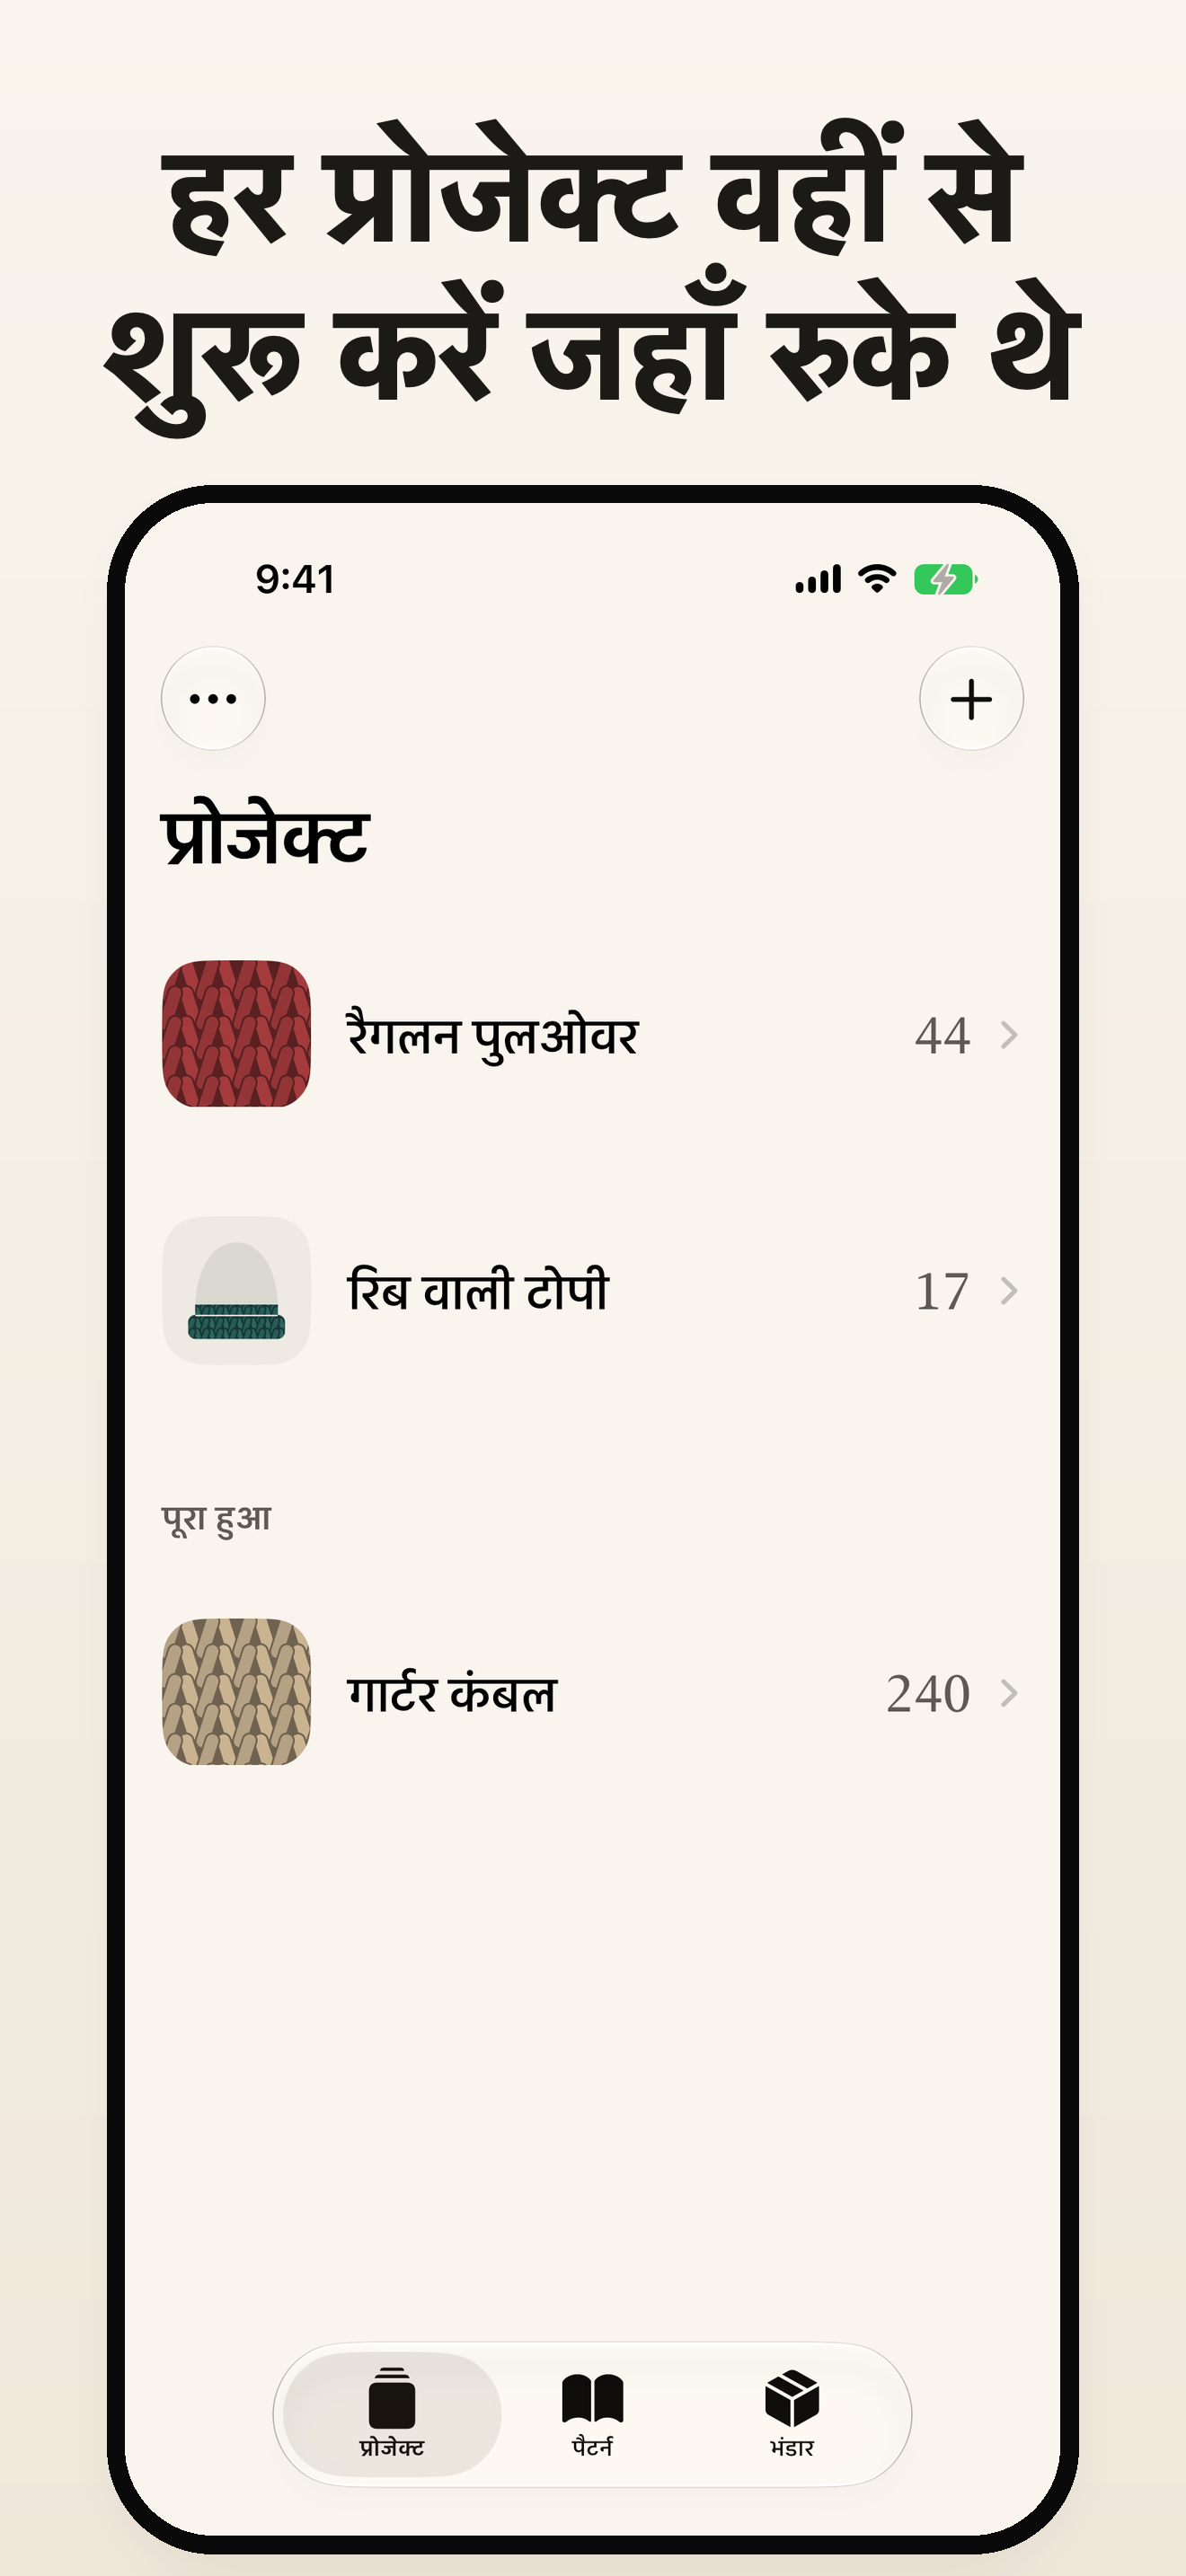 हर प्रोजेक्ट वहीं से
शुरू करें जहाँ रुके थे
9:41
प्रोजेक्ट
रैगलन पुलओवर 44
रिब वाली टोपी 17
पूरा हुआ
गार्टर कंबल 240
प्रोजेक्ट पैटर्न भंडार